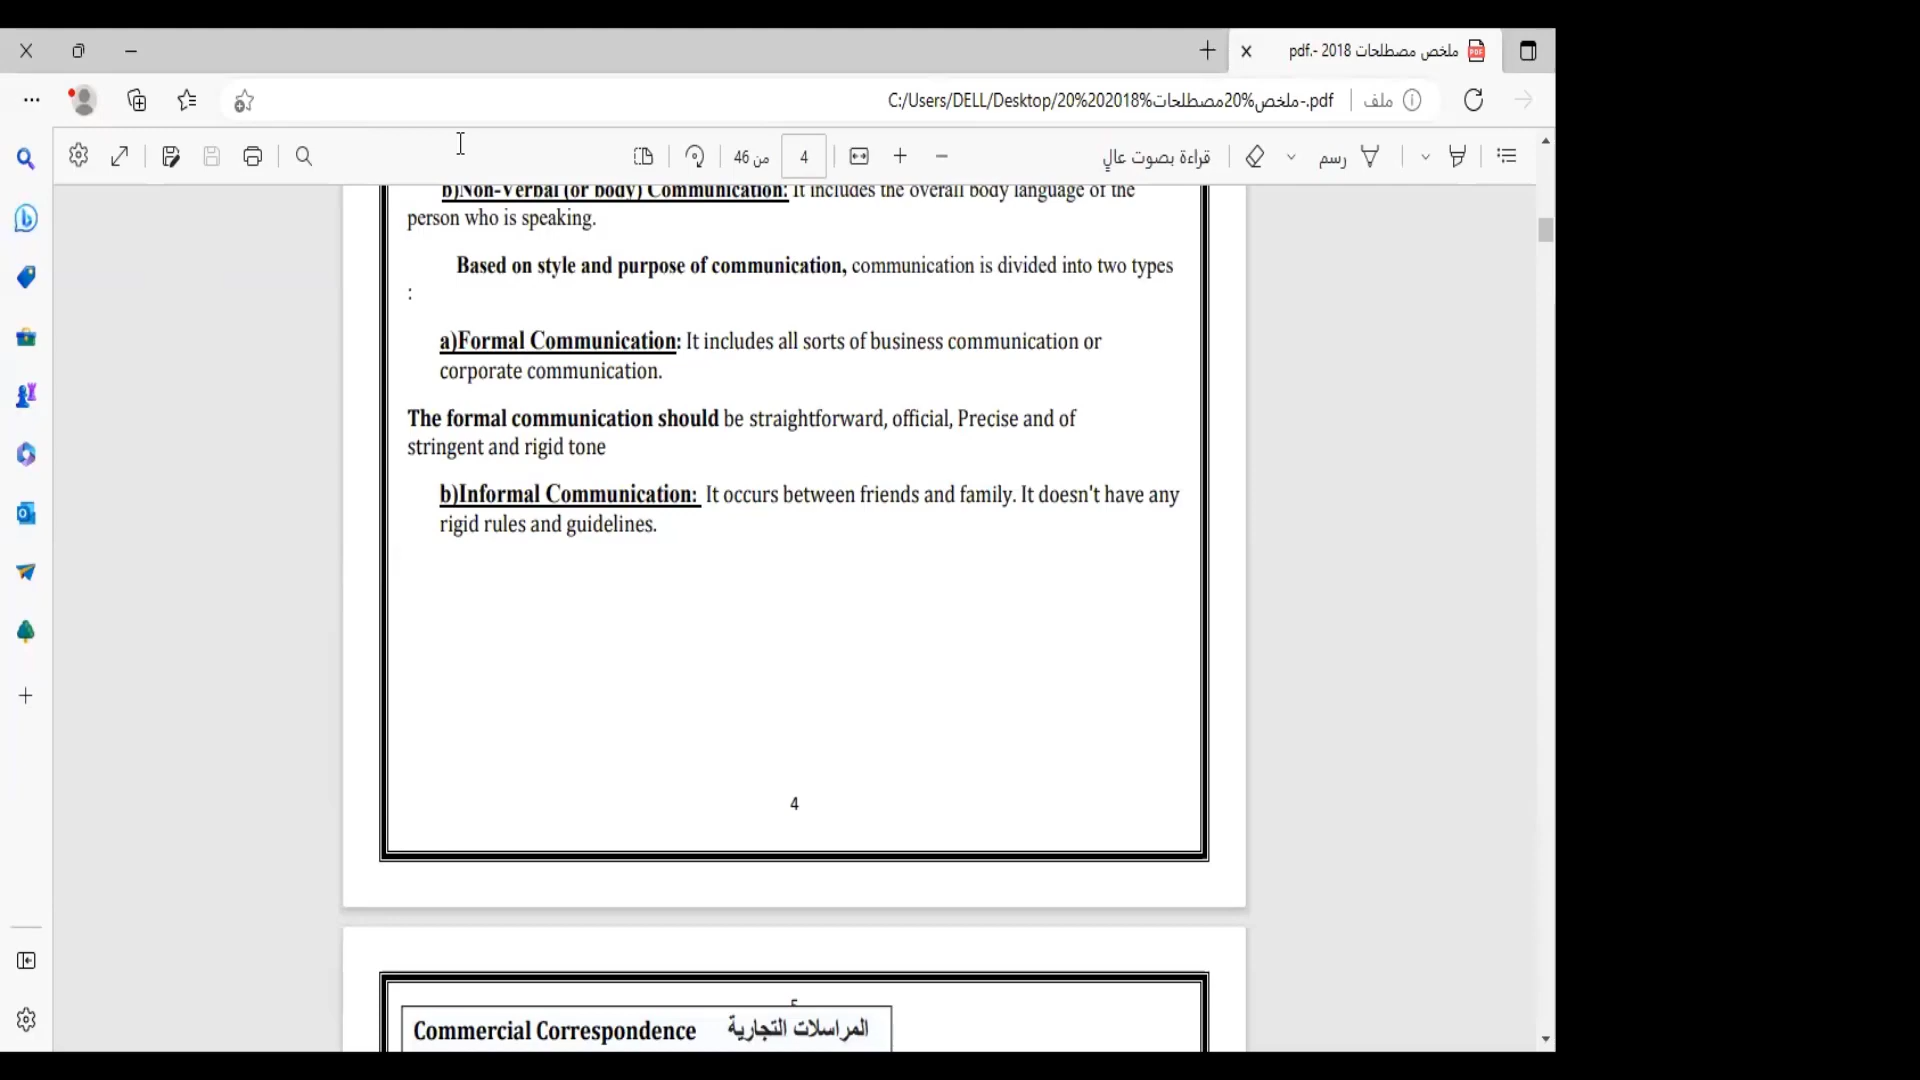 ملخص مصطلحات 2018 -.pdf
C:/Users/DELL/Desktop/20%202018%ملخص%20مصطلحات-.pdf
ملف
من 46
4
قراءة بصوت عالٍ
رسم
b)Non-Verbal (or body) Communication: It includes the overall body language of the
person who is speaking.
Based on style and purpose of communication, communication is divided into two types
:
a)Formal Communication: It includes all sorts of business communication or
corporate communication.
The formal communication should be straightforward, official, Precise and of
stringent and rigid tone
b)Informal Communication: It occurs between friends and family. It doesn't have any
rigid rules and guidelines.
4
Commercial Correspondence المراسلات التجارية